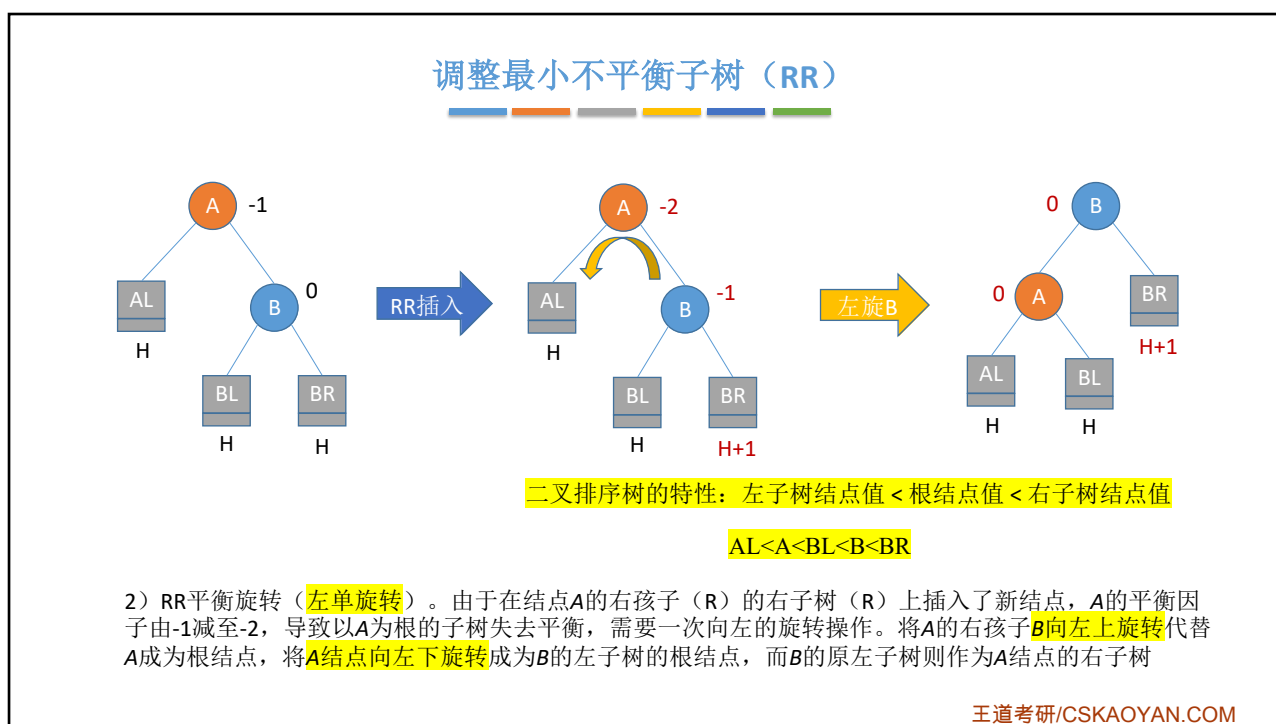 调整最小不平衡子树（RR）
A
-1
AL
H
B
0
BL
H
BR
H
RR插入
A
-2
AL
H
B
-1
BL
H
BR
H+1
左旋B
0
B
0
A
BR
H+1
AL
H
BL
H
二叉排序树的特性：左子树结点值 < 根结点值 < 右子树结点值
AL<A<BL<B<BR
2）RR平衡旋转（左单旋转）。由于在结点A的右孩子（R）的右子树（R）上插入了新结点，A的平衡因
子由-1减至-2，导致以A为根的子树失去平衡，需要一次向左的旋转操作。将A的右孩子B向左上旋转代替
A成为根结点，将A结点向左下旋转成为B的左子树的根结点，而B的原左子树则作为A结点的右子树
王道考研/CSKAOYAN.COM